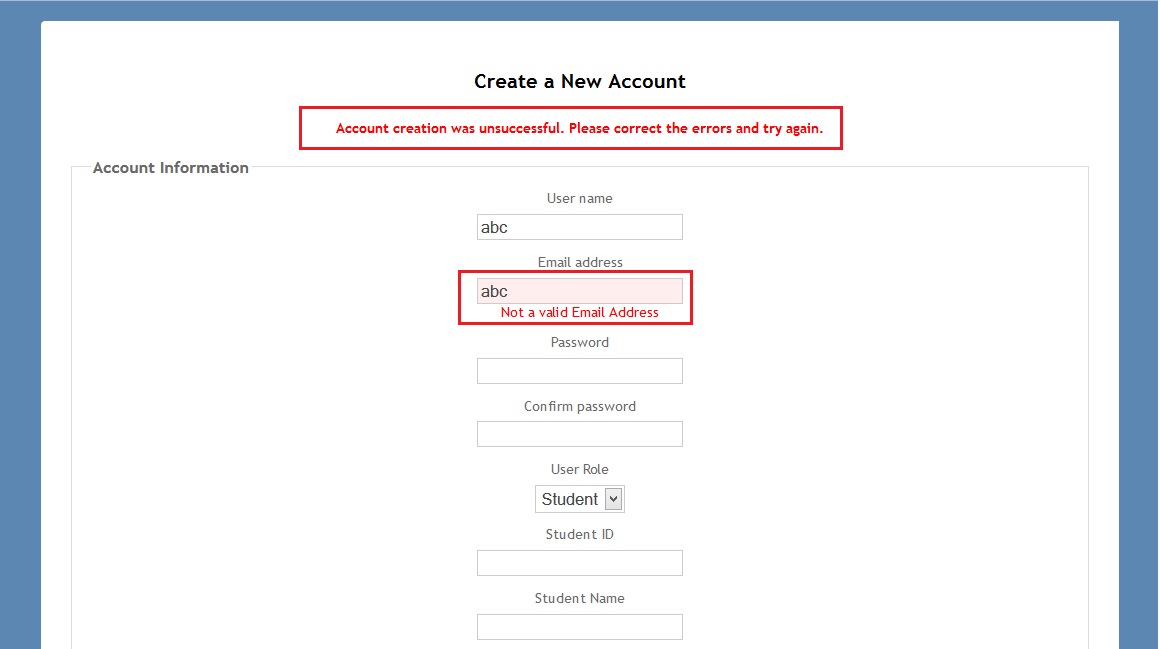 Create a New Account
Account creation was unsuccessful. Please correct the errors and try again.
Account Information
User name
abc
Email address
abc
Not a valid Email Address
Password
Confirm password
User Role
Student
Student ID
Student Name